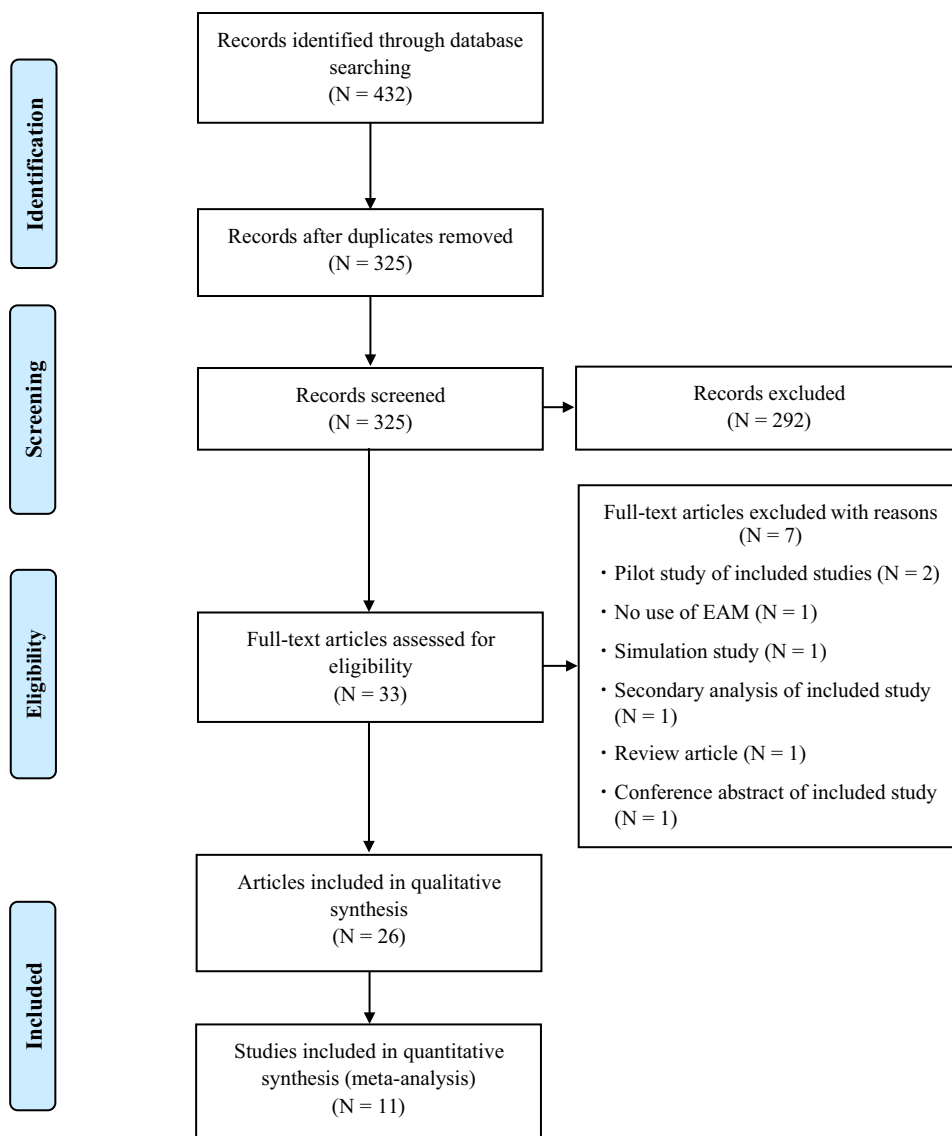 Identification
Records identified through database
searching
(N = 432)
Records after duplicates removed
(N = 325)
Screening
Records screened
(N = 325)
Records excluded
(N = 292)
Eligibility
Full-text articles assessed for
eligibility
(N = 33)
Full-text articles excluded with reasons
(N = 7)
・Pilot study of included studies (N = 2)
・No use of EAM (N = 1)
・Simulation study (N = 1)
・Secondary analysis of included study
(N = 1)
・Review article (N = 1)
・Conference abstract of included study
(N = 1)
Included
Articles included in qualitative
synthesis
(N = 26)
Studies included in quantitative
synthesis (meta-analysis)
(N = 11)